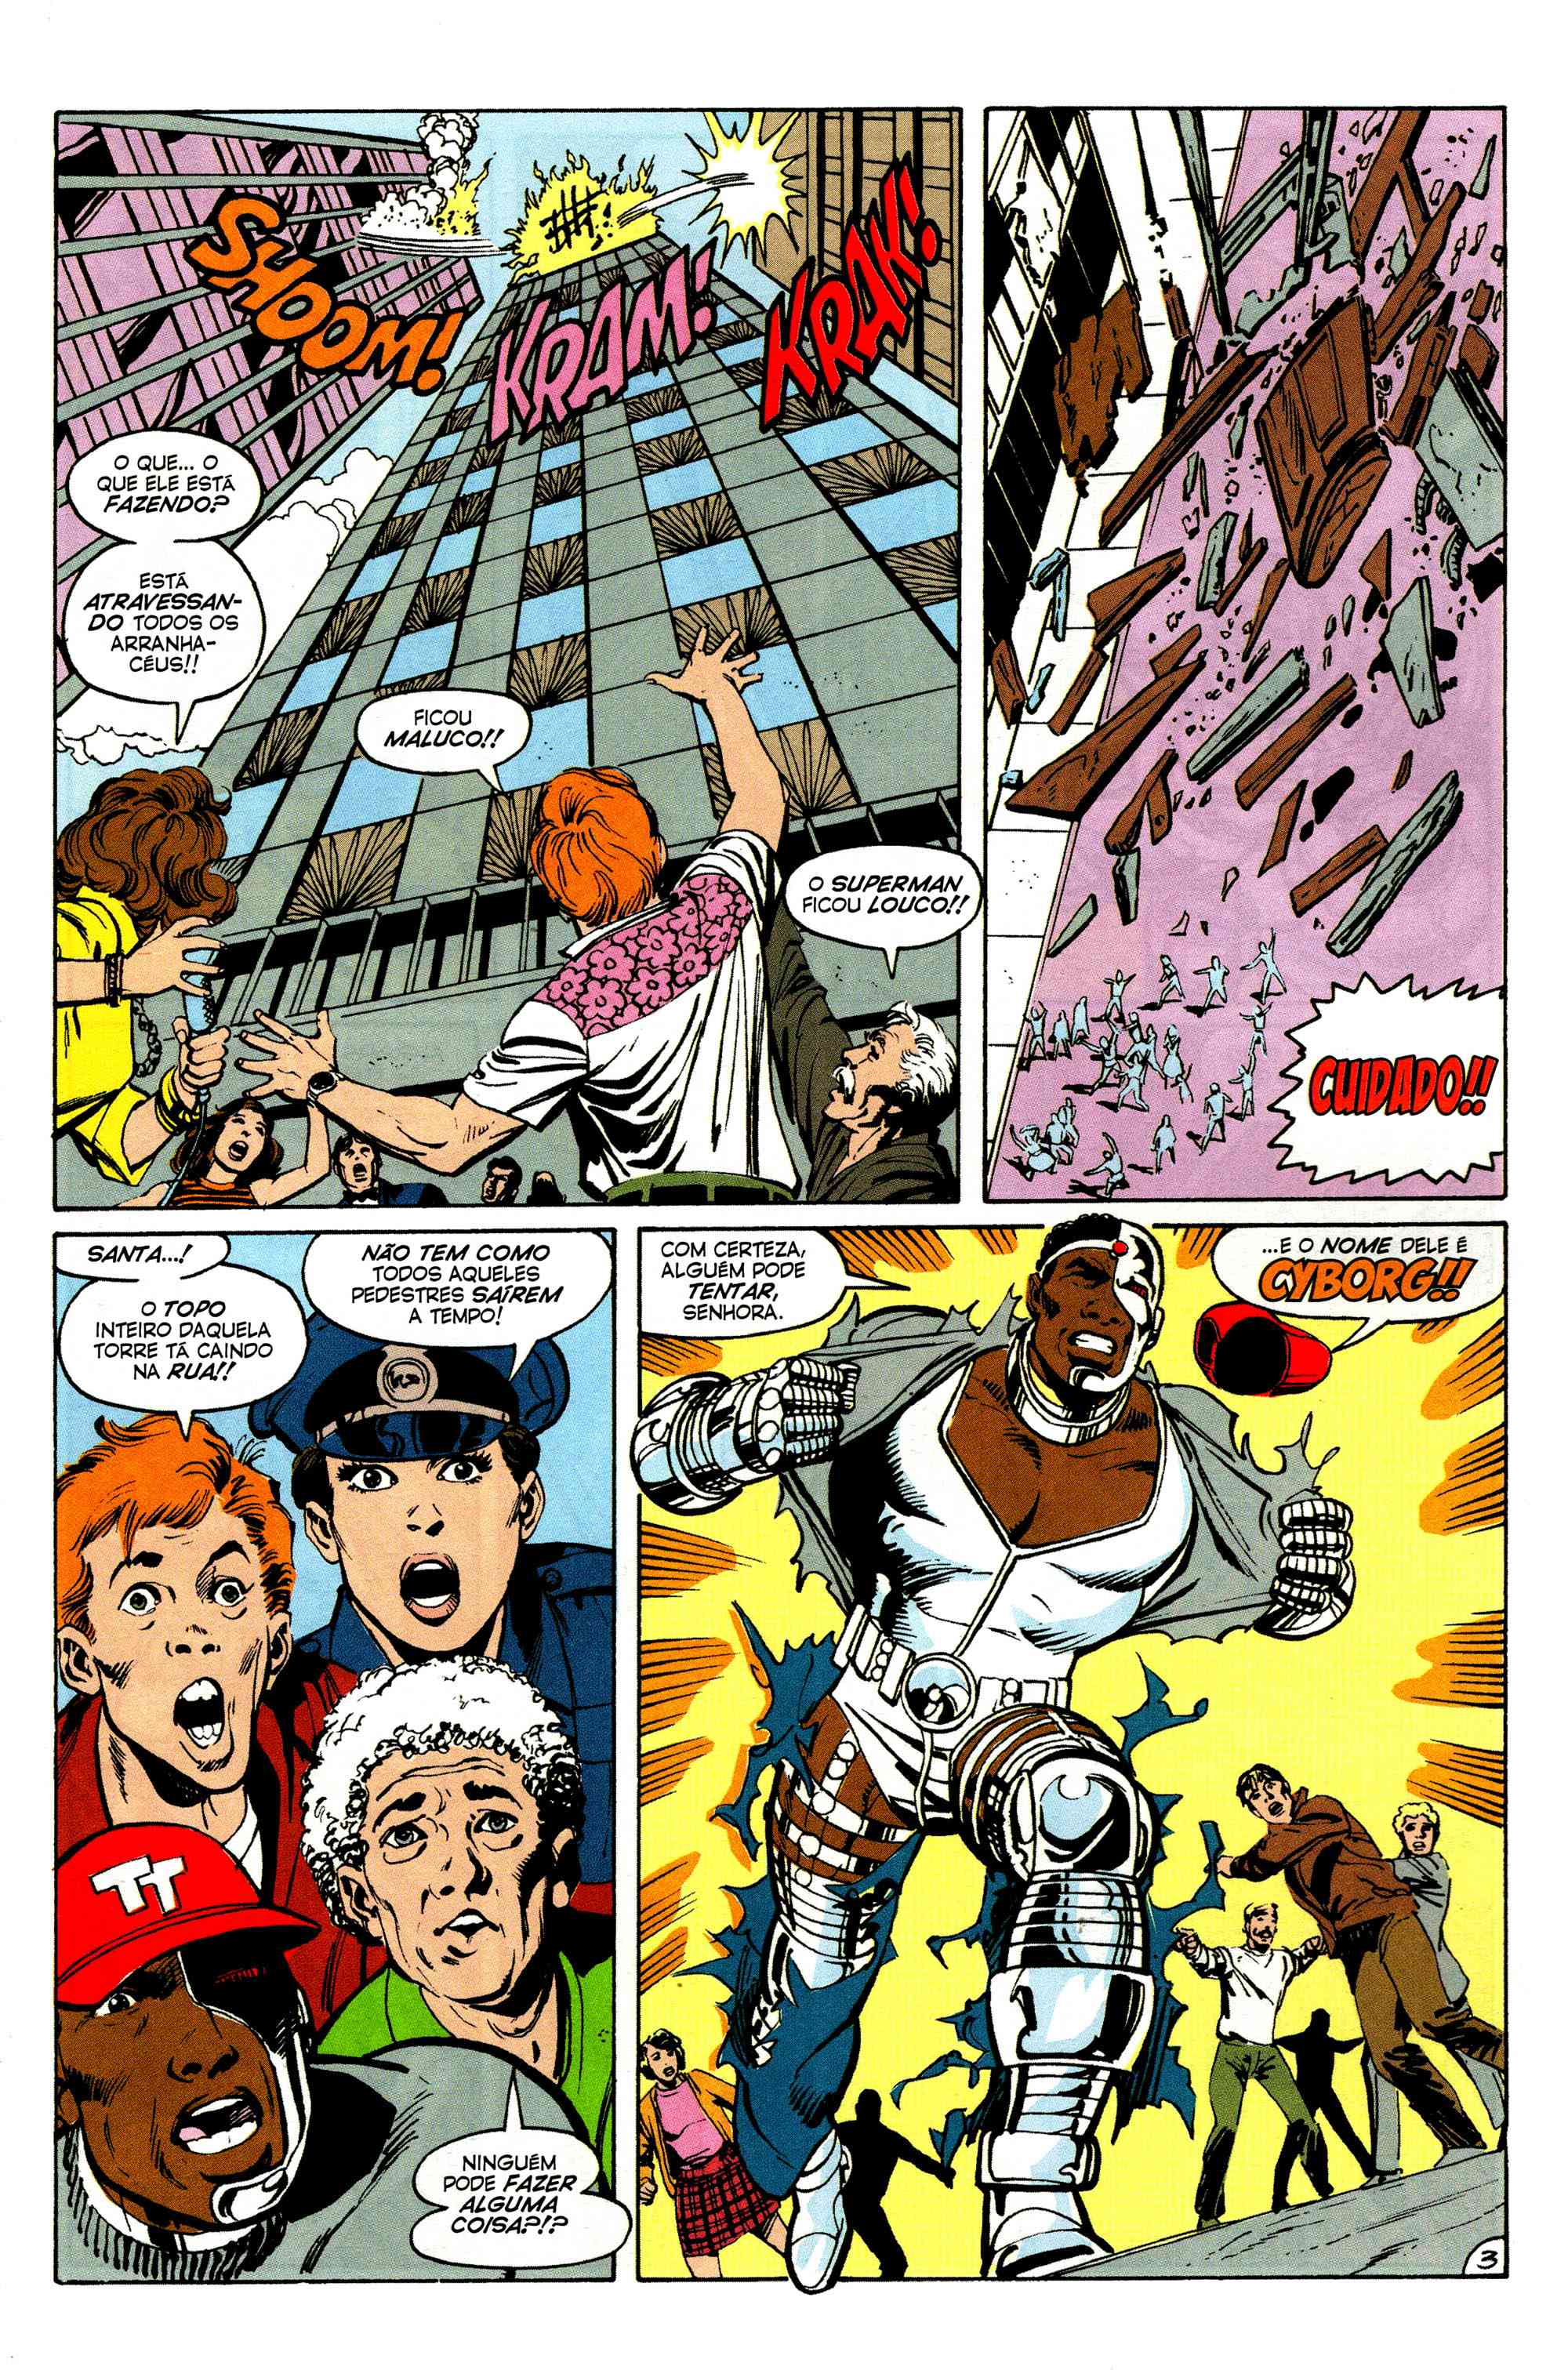 SHOOM!
KRAM!
KRAK!
O QUE... O
QUE ELE ESTÁ
FAZENDO?
ESTÁ
ATRAVESSAN-
DO TODOS OS
ARRANHA-
CÉUS!!
FICOU
MALUCO!!
O SUPERMAN
FICOU LOUCO!!
CUIDADO!!
SANTA...!
O TOPO
INTEIRO DAQUELA
TORRE TÁ CAINDO
NA RUA!!
NÃO TEM COMO
TODOS AQUELES
PEDESTRES SAÍREM
A TEMPO!
TT
NINGUÉM
PODE FAZER
ALGUMA
COISA?!?
COM CERTEZA,
ALGUÉM PODE
TENTAR,
SENHORA.
...E O NOME DELE É
CYBORG!!
3